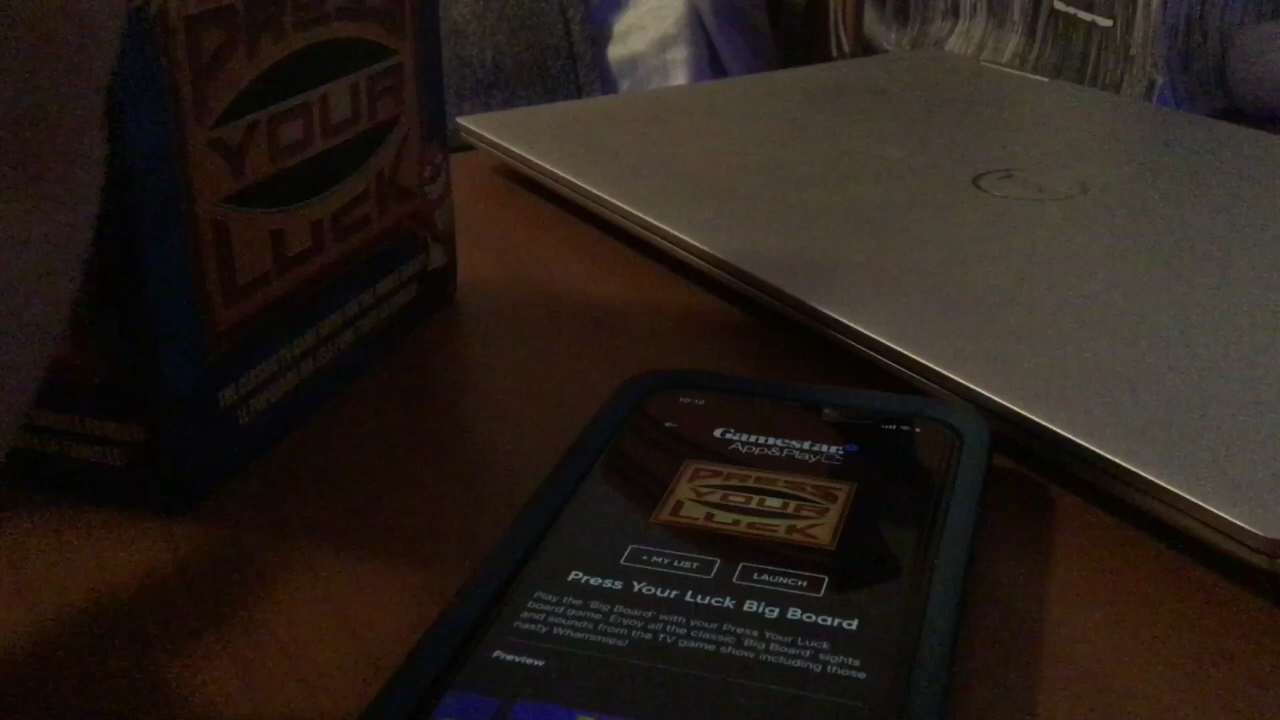 PRESS
YOUR
LUCK
10:12
Gamestar+
App&Play
PRESS
YOUR
LUCK
+ MY LIST
LAUNCH
Press Your Luck Big Board
Play the 'Big Board' with your Press Your Luck
board game. Enjoy all the classic 'Big Board' sights
and sounds from the TV game show including those
nasty Whammies!
Preview